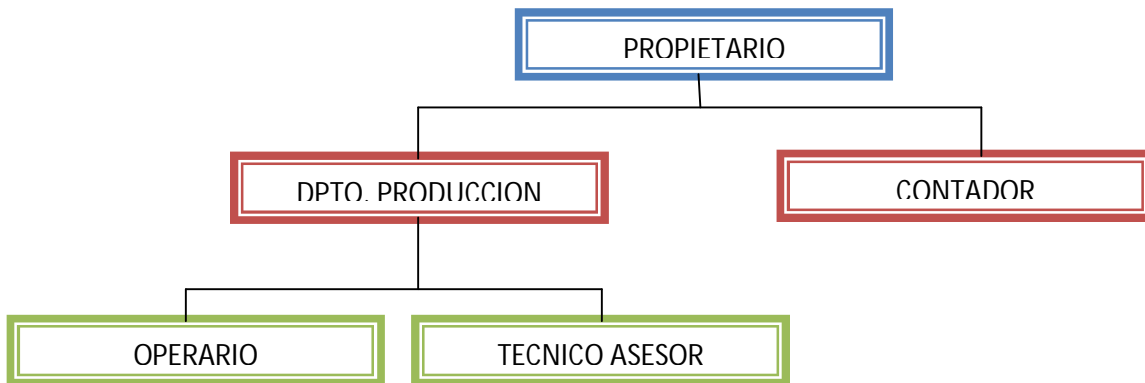 PROPIETARIO
DPTO. PRODUCCION
CONTADOR
OPERARIO
TECNICO ASESOR